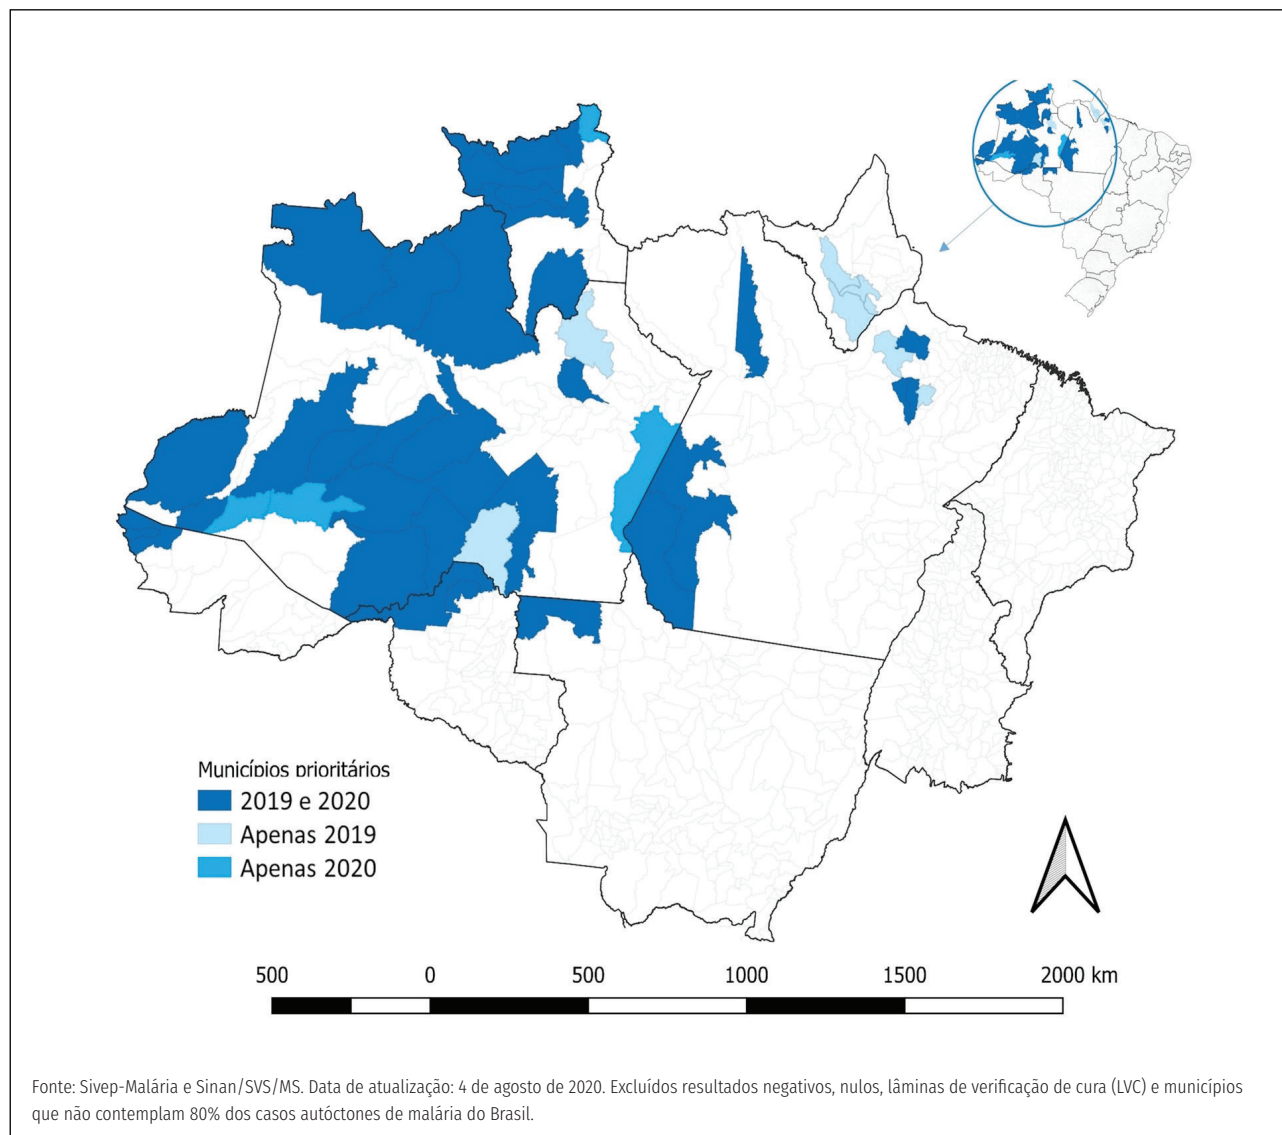 Municípios prioritários
2019 e 2020
Apenas 2019
Apenas 2020
500 0 500 1000 1500 2000 km
Fonte: Sivep-Malária e Sinan/SVS/MS. Data de atualização: 4 de agosto de 2020. Excluídos resultados negativos, nulos, lâminas de verificação de cura (LVC) e municípios
que não contemplam 80% dos casos autóctones de malária do Brasil.